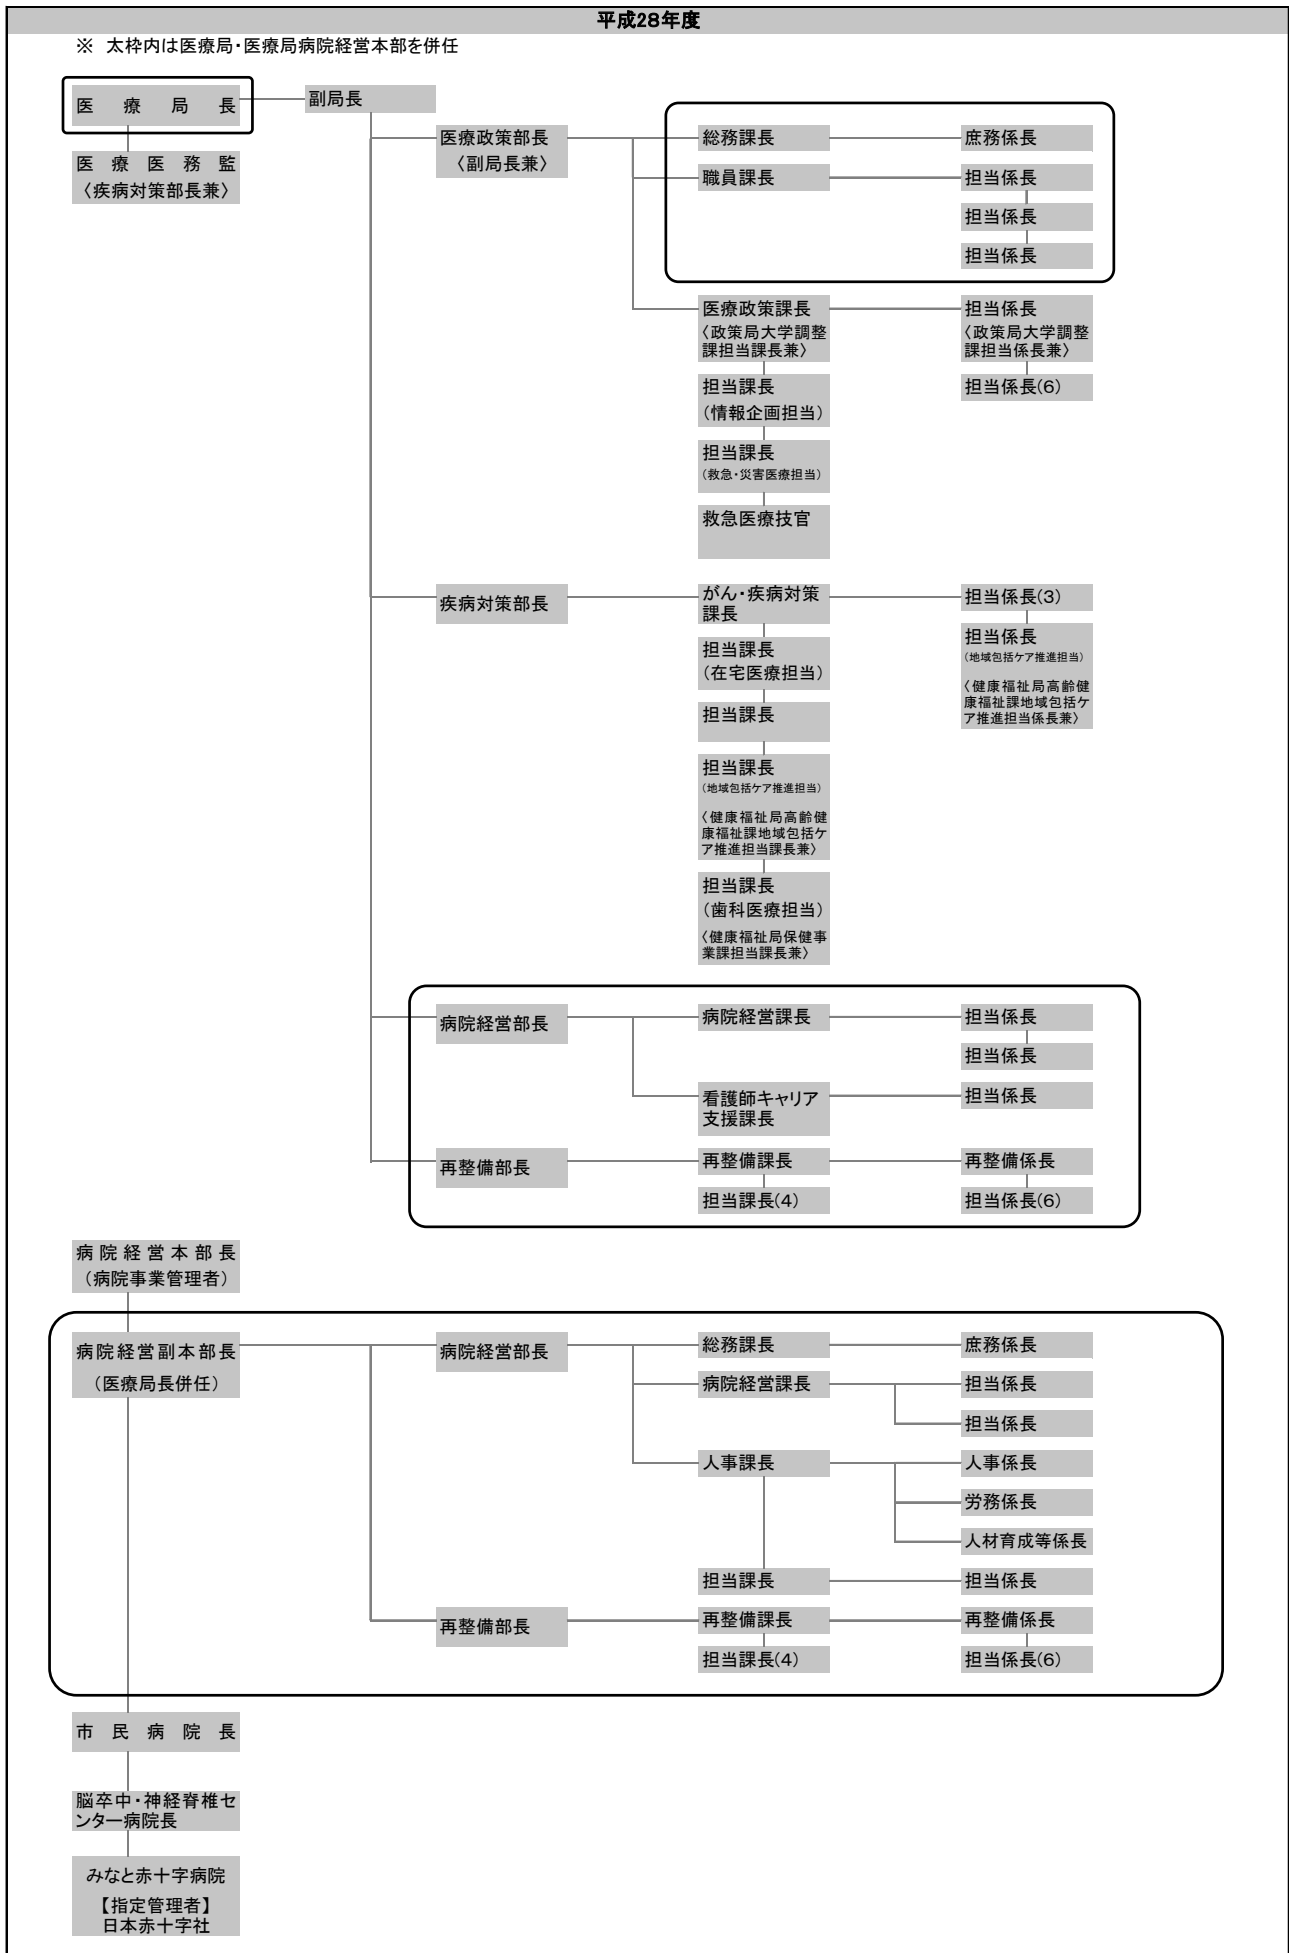 平成28年度
※ 太枠内は医療局・医療局病院経営本部を併任
医療局長
副局長
医療医務監
〈疾病対策部長兼〉
医療政策部長
〈副局長兼〉
総務課長
庶務係長
職員課長
担当係長
担当係長
担当係長
医療政策課長
〈政策局大学調整
課担当課長兼〉
担当係長
〈政策局大学調整
課担当係長兼〉
担当課長
(情報企画担当)
担当係長(6)
担当課長
(救急・災害医療担当)
救急医療技官
疾病対策部長
がん・疾病対策
課長
担当係長(3)
担当課長
(在宅医療担当)
担当係長
(地域包括ケア推進担当)
〈健康福祉局高齢健
康福祉課地域包括ケ
ア推進担当係長兼〉
担当課長
担当課長
(地域包括ケア推進担当)
〈健康福祉局高齢健
康福祉課地域包括ケ
ア推進担当課長兼〉
担当課長
(歯科医療担当)
〈健康福祉局保健事
業課担当課長兼〉
病院経営部長
病院経営課長
担当係長
担当係長
看護師キャリア
支援課長
担当係長
再整備部長
再整備課長
再整備係長
担当課長(4)
担当係長(6)
病院経営本部長
(病院事業管理者)
病院経営副本部長
(医療局長併任)
病院経営部長
総務課長
庶務係長
病院経営課長
担当係長
担当係長
人事課長
人事係長
労務係長
人材育成等係長
担当課長
担当係長
再整備部長
再整備課長
再整備係長
担当課長(4)
担当係長(6)
市民病院長
脳卒中・神経脊椎セ
ンター病院長
みなと赤十字病院
【指定管理者】
日本赤十字社